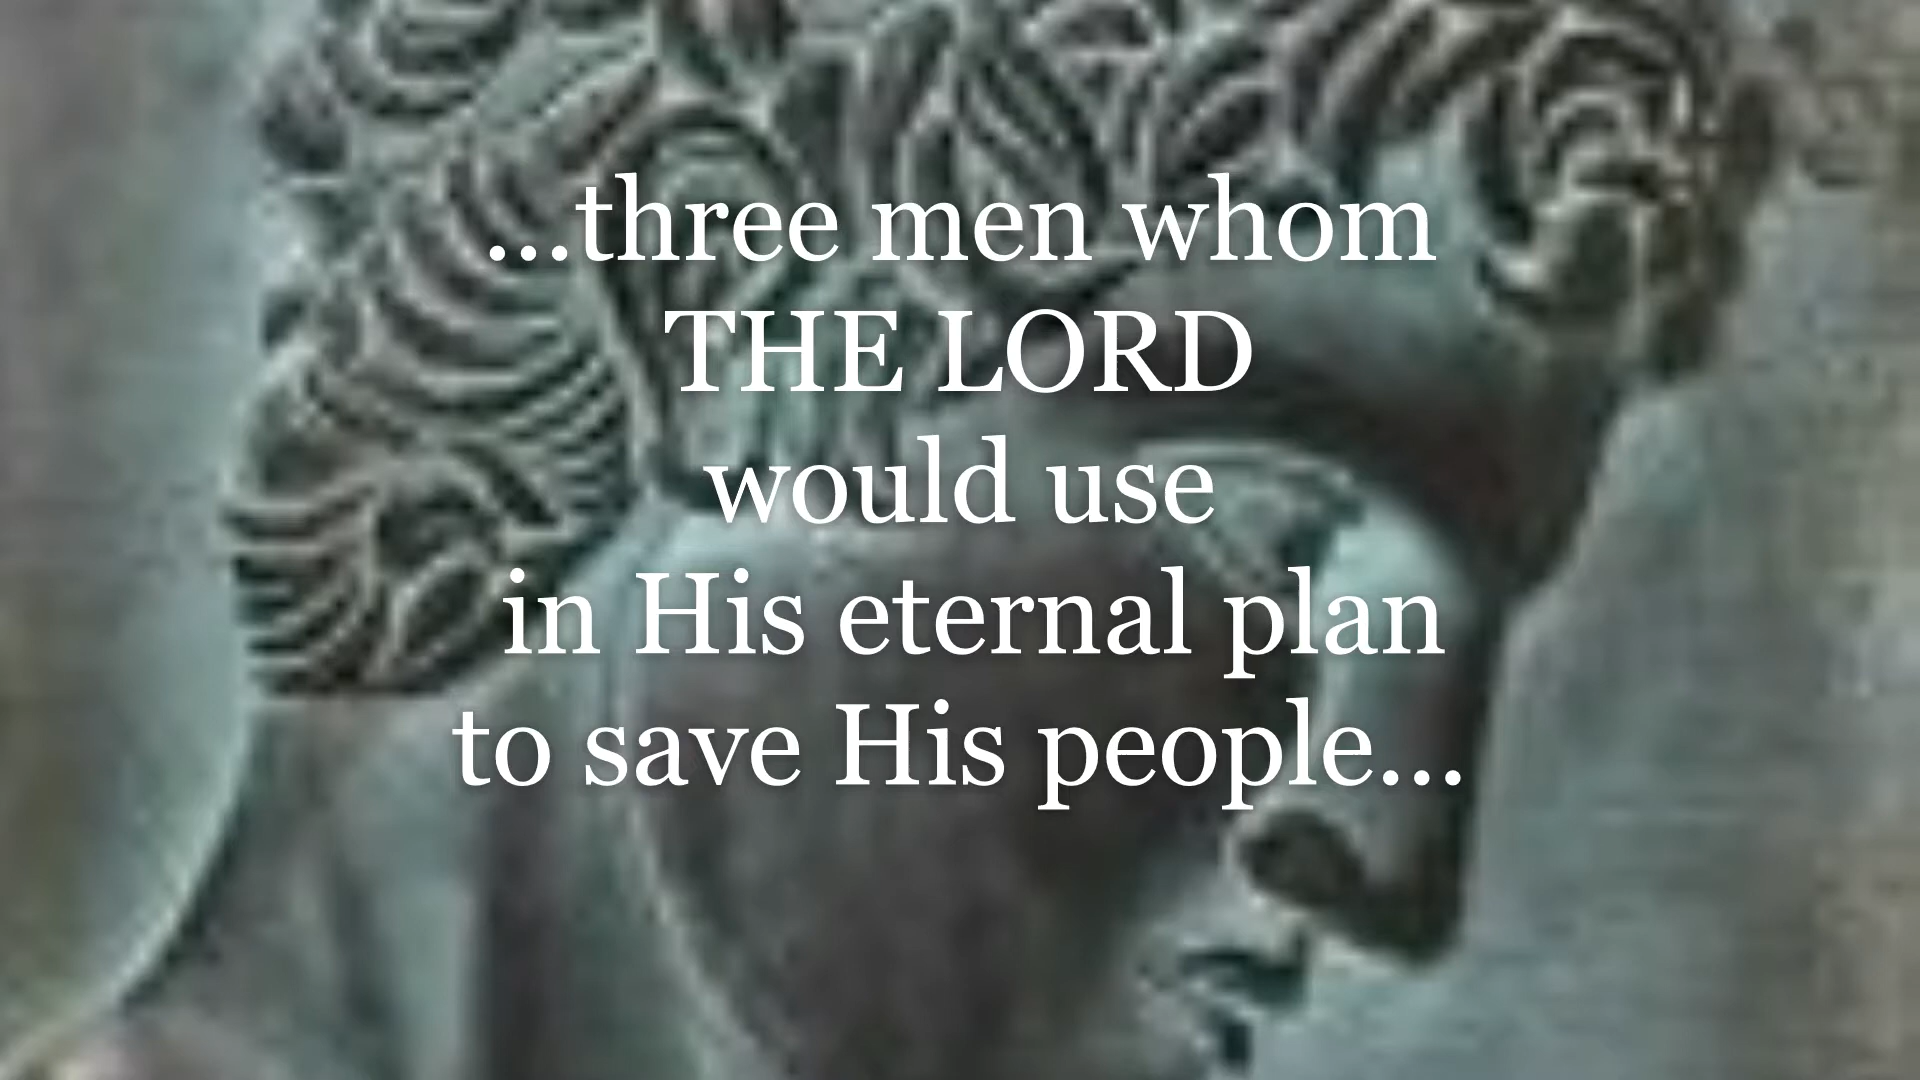 ...three men whom
THE LORD
would use
in His eternal plan
to save His people...